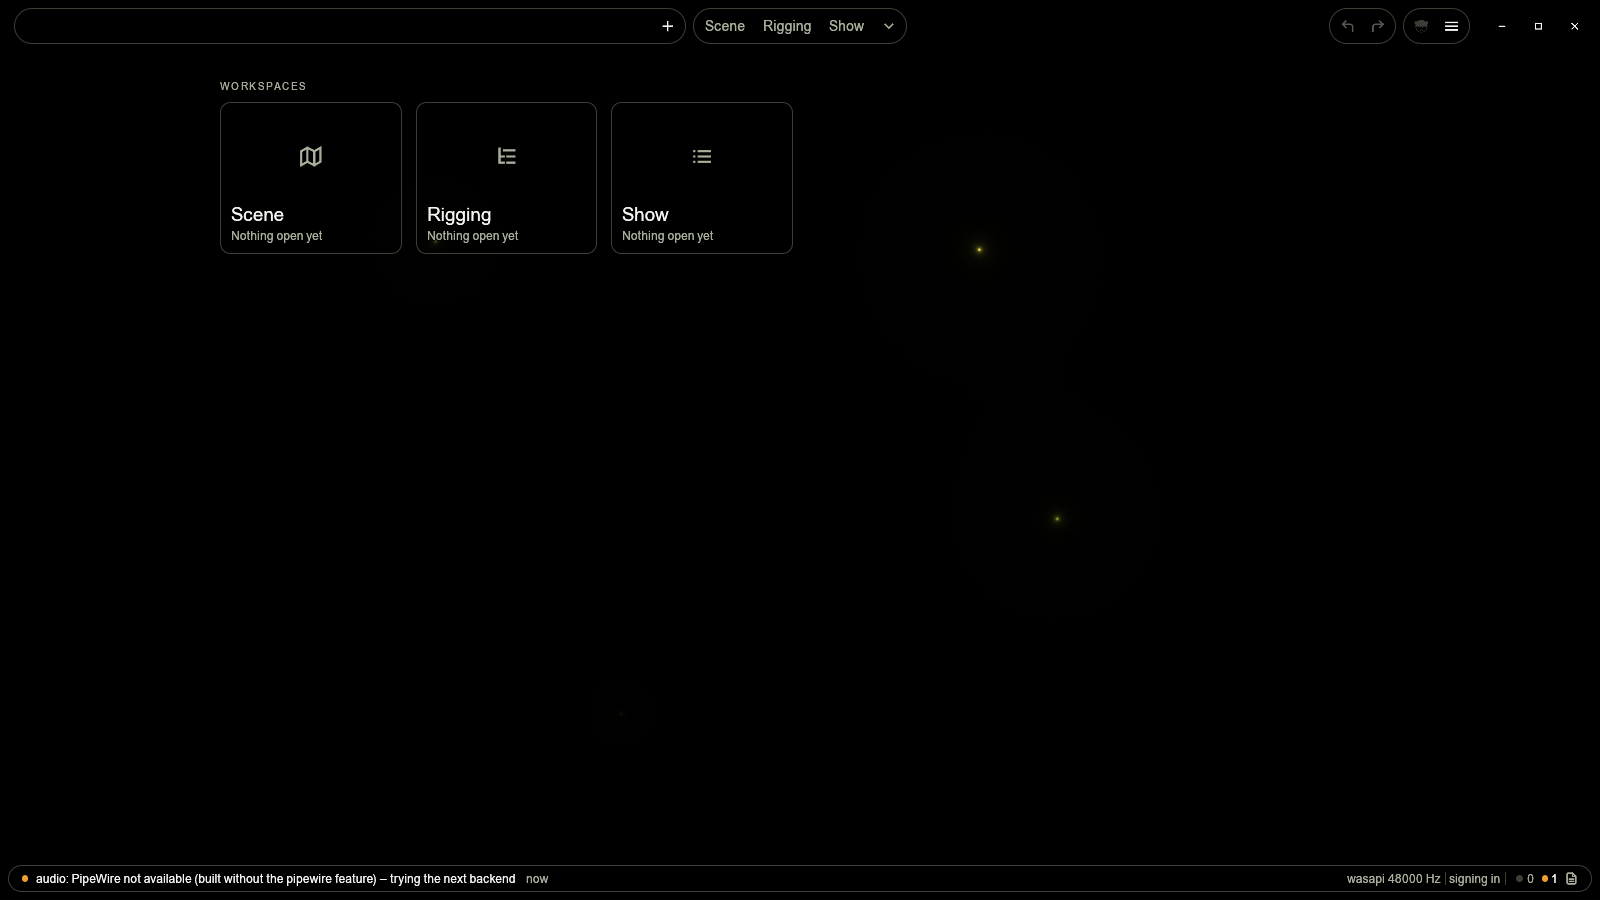 Scene Rigging Show
WORKSPACES
Scene
Nothing open yet
Rigging
Nothing open yet
Show
Nothing open yet
audio: PipeWire not available (built without the pipewire feature) – trying the next backend now
wasapi 48000 Hz signing in 0 1